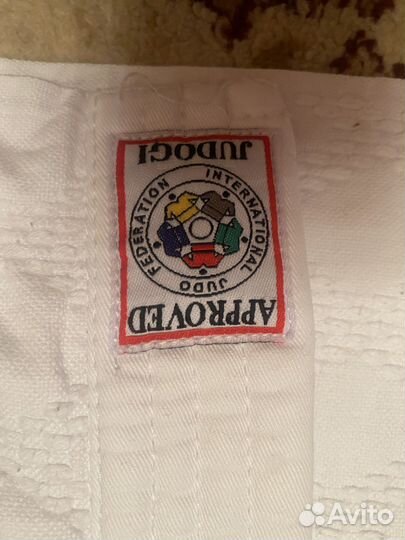 APPROVED
INTERNATIONAL
JUDO
FEDERATION
JUDOGI
Avito